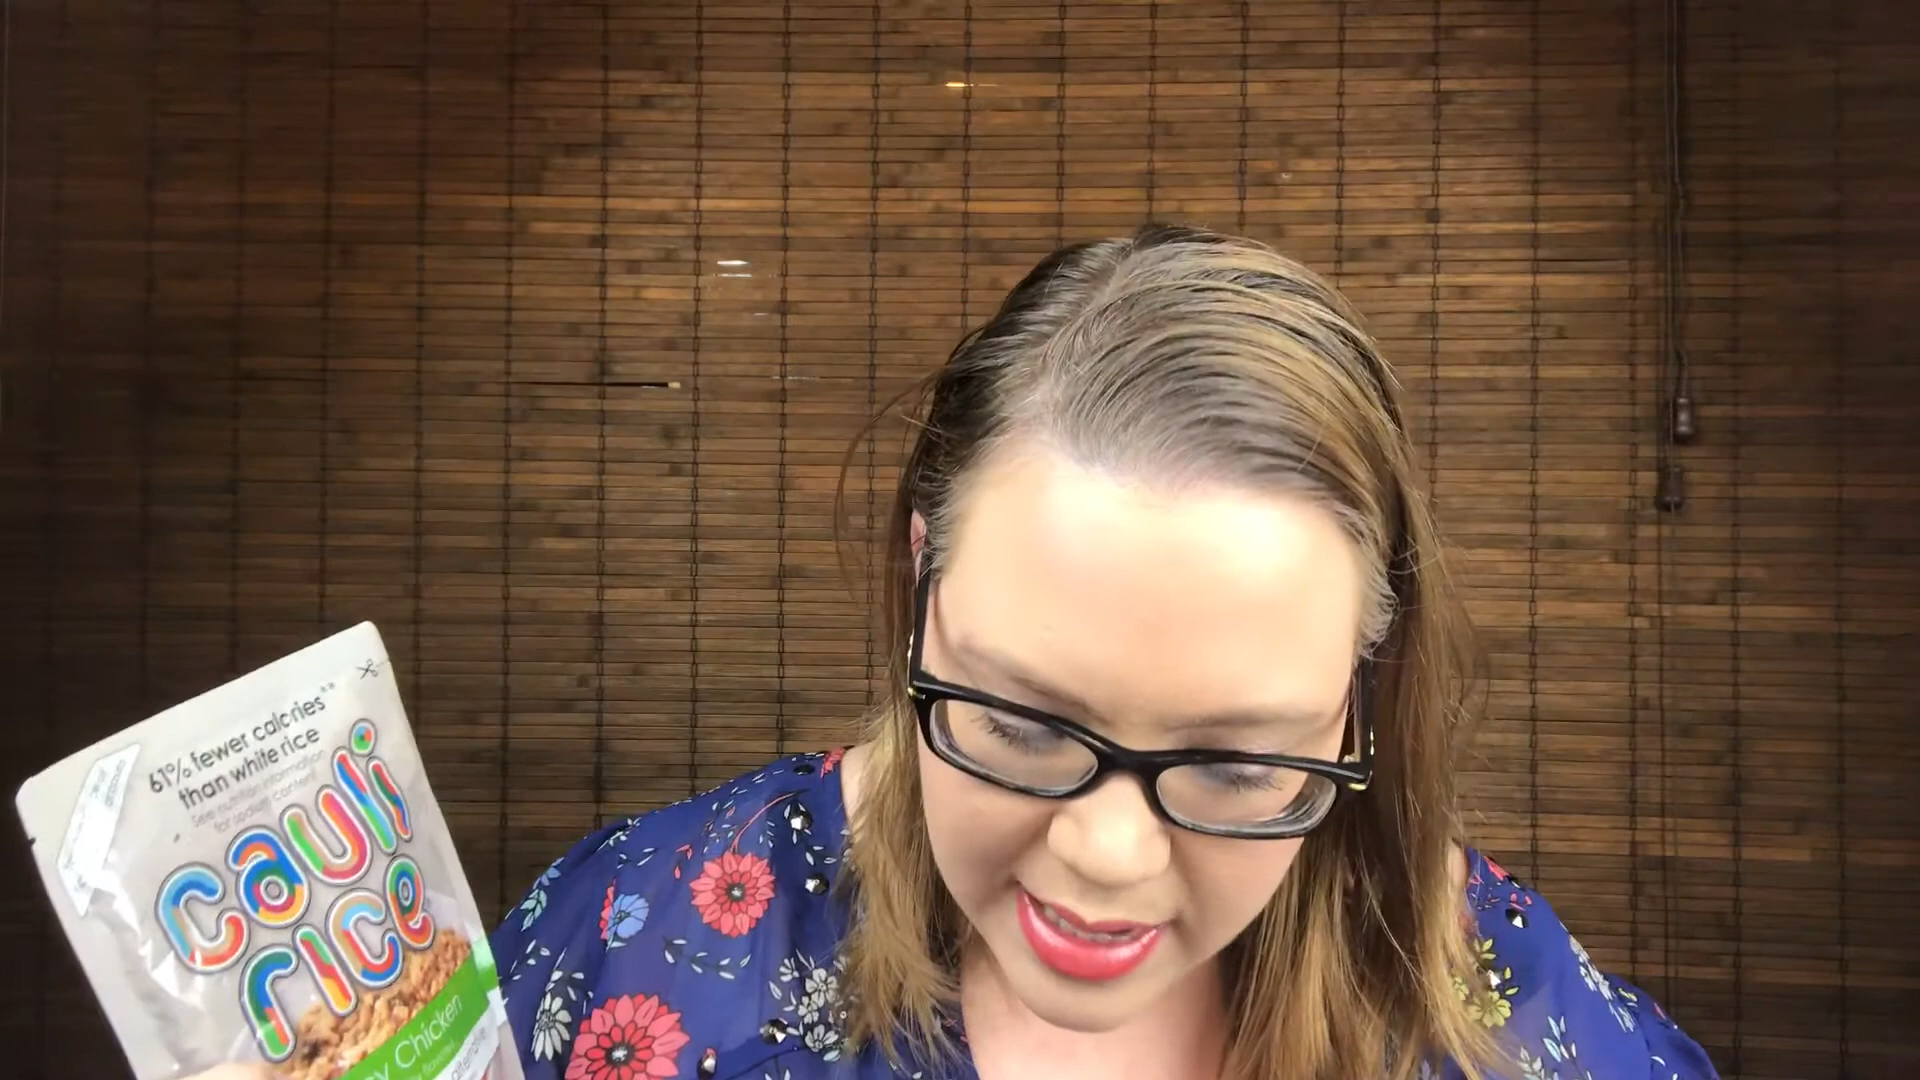 61% fewer calories**
than white rice
See nutrition information
for sodium content
cauli
rice
Chicken